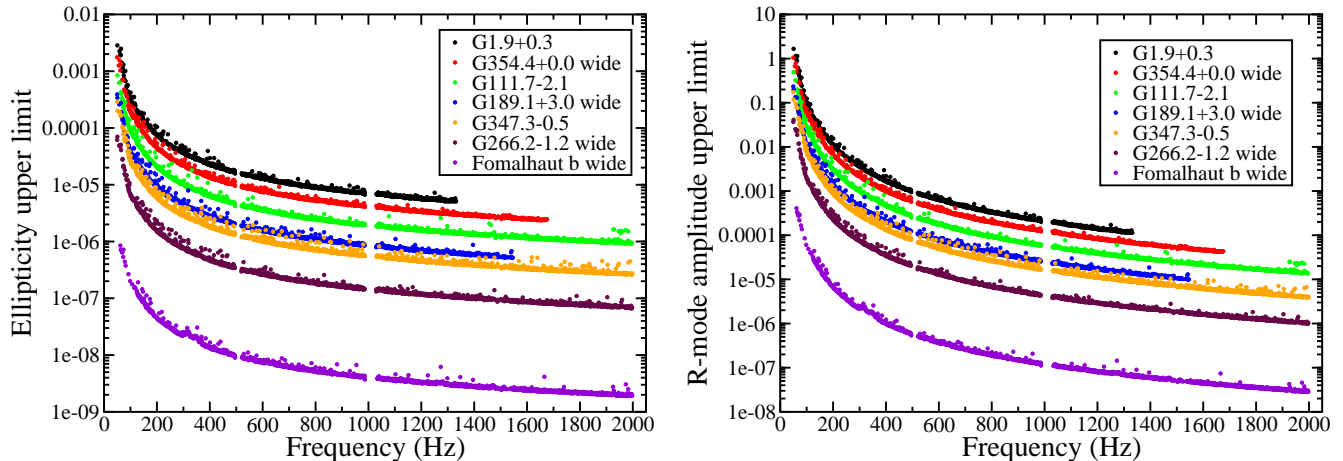 Ellipticity upper limit
0.01
0.001
0.0001
1e-05
1e-06
1e-07
1e-08
1e-09
G1.9+0.3
G354.4+0.0 wide
G111.7-2.1
G189.1+3.0 wide
G347.3-0.5
G266.2-1.2 wide
Fomalhaut b wide
0 200 400 600 800 1000 1200 1400 1600 1800 2000
Frequency (Hz)
R-mode amplitude upper limit
10
1
0.1
0.01
0.001
0.0001
1e-05
1e-06
1e-07
1e-08
G1.9+0.3
G354.4+0.0 wide
G111.7-2.1
G189.1+3.0 wide
G347.3-0.5
G266.2-1.2 wide
Fomalhaut b wide
0 200 400 600 800 1000 1200 1400 1600 1800 2000
Frequency (Hz)